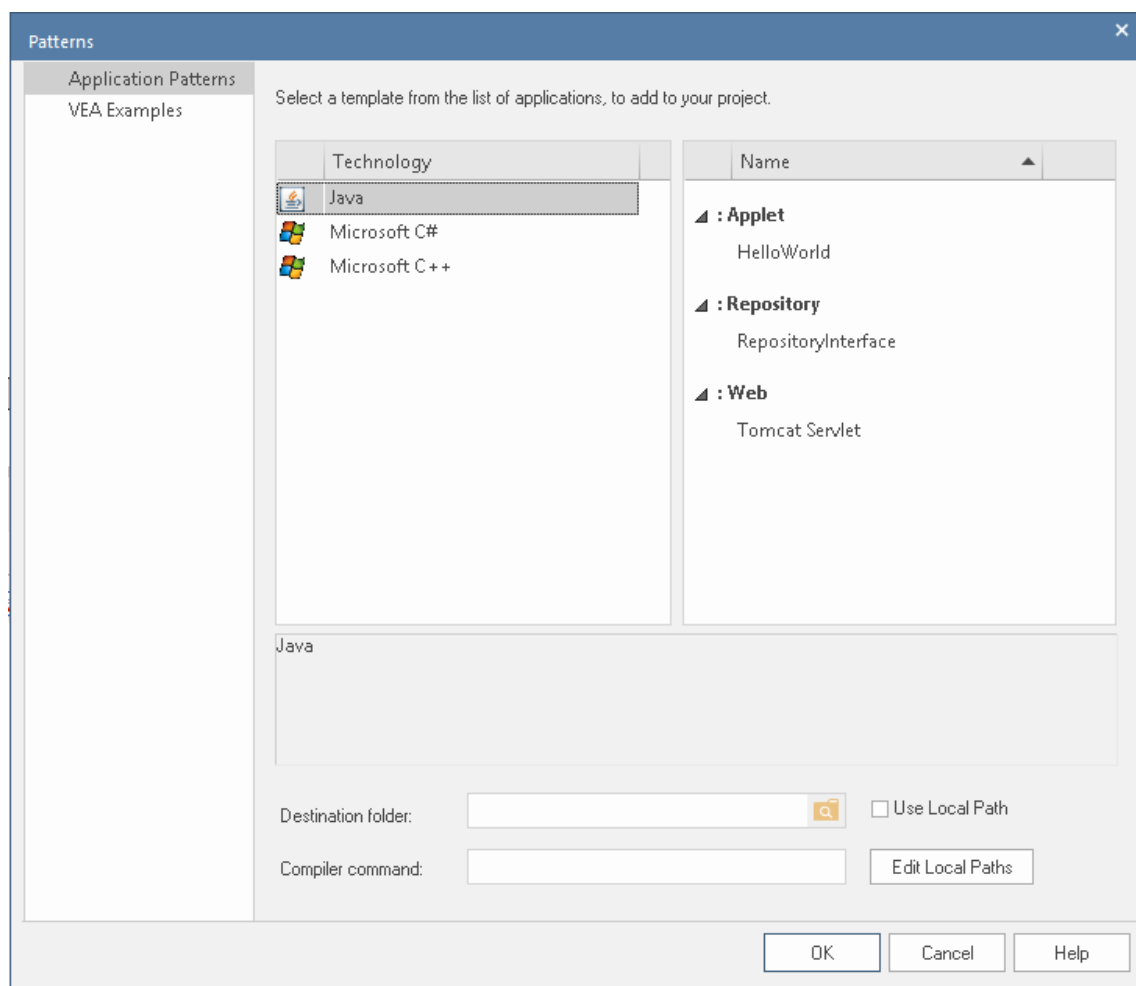 Patterns
Application Patterns
VEA Examples
Select a template from the list of applications, to add to your project.
Technology
Java
Microsoft C#
Microsoft C++
Name
: Applet
HelloWorld
: Repository
RepositoryInterface
: Web
Tomcat Servlet
Java
Destination folder:
Use Local Path
Compiler command:
Edit Local Paths
OK
Cancel
Help